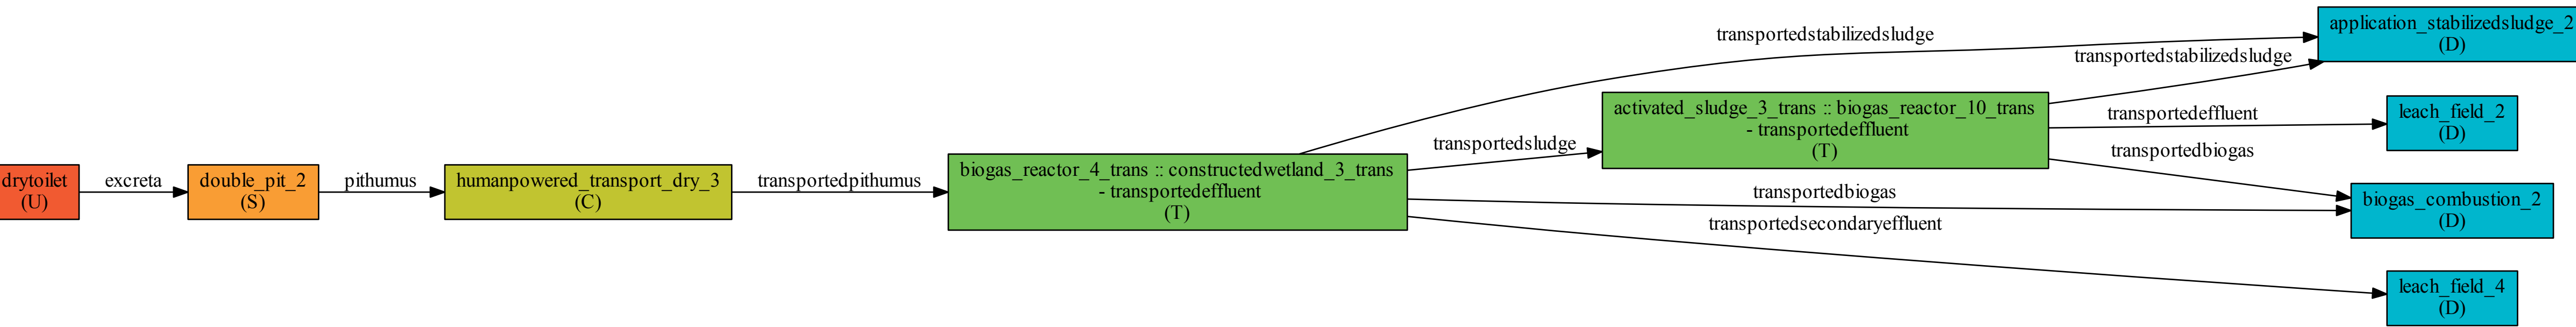 drytoilet
(U)
excreta
double_pit_2
(S)
pithumus
humanpowered_transport_dry_3
(C)
transportedpithumus
biogas_reactor_4_trans :: constructedwetland_3_trans
- transportedeffluent
(T)
transportedstabilizedsludge
transportedsludge
transportedbiogas
transportedsecondaryeffluent
activated_sludge_3_trans :: biogas_reactor_10_trans
- transportedeffluent
(T)
transportedstabilizedsludge
transportedeffluent
transportedbiogas
application_stabilizedsludge_2
(D)
leach_field_2
(D)
biogas_combustion_2
(D)
leach_field_4
(D)